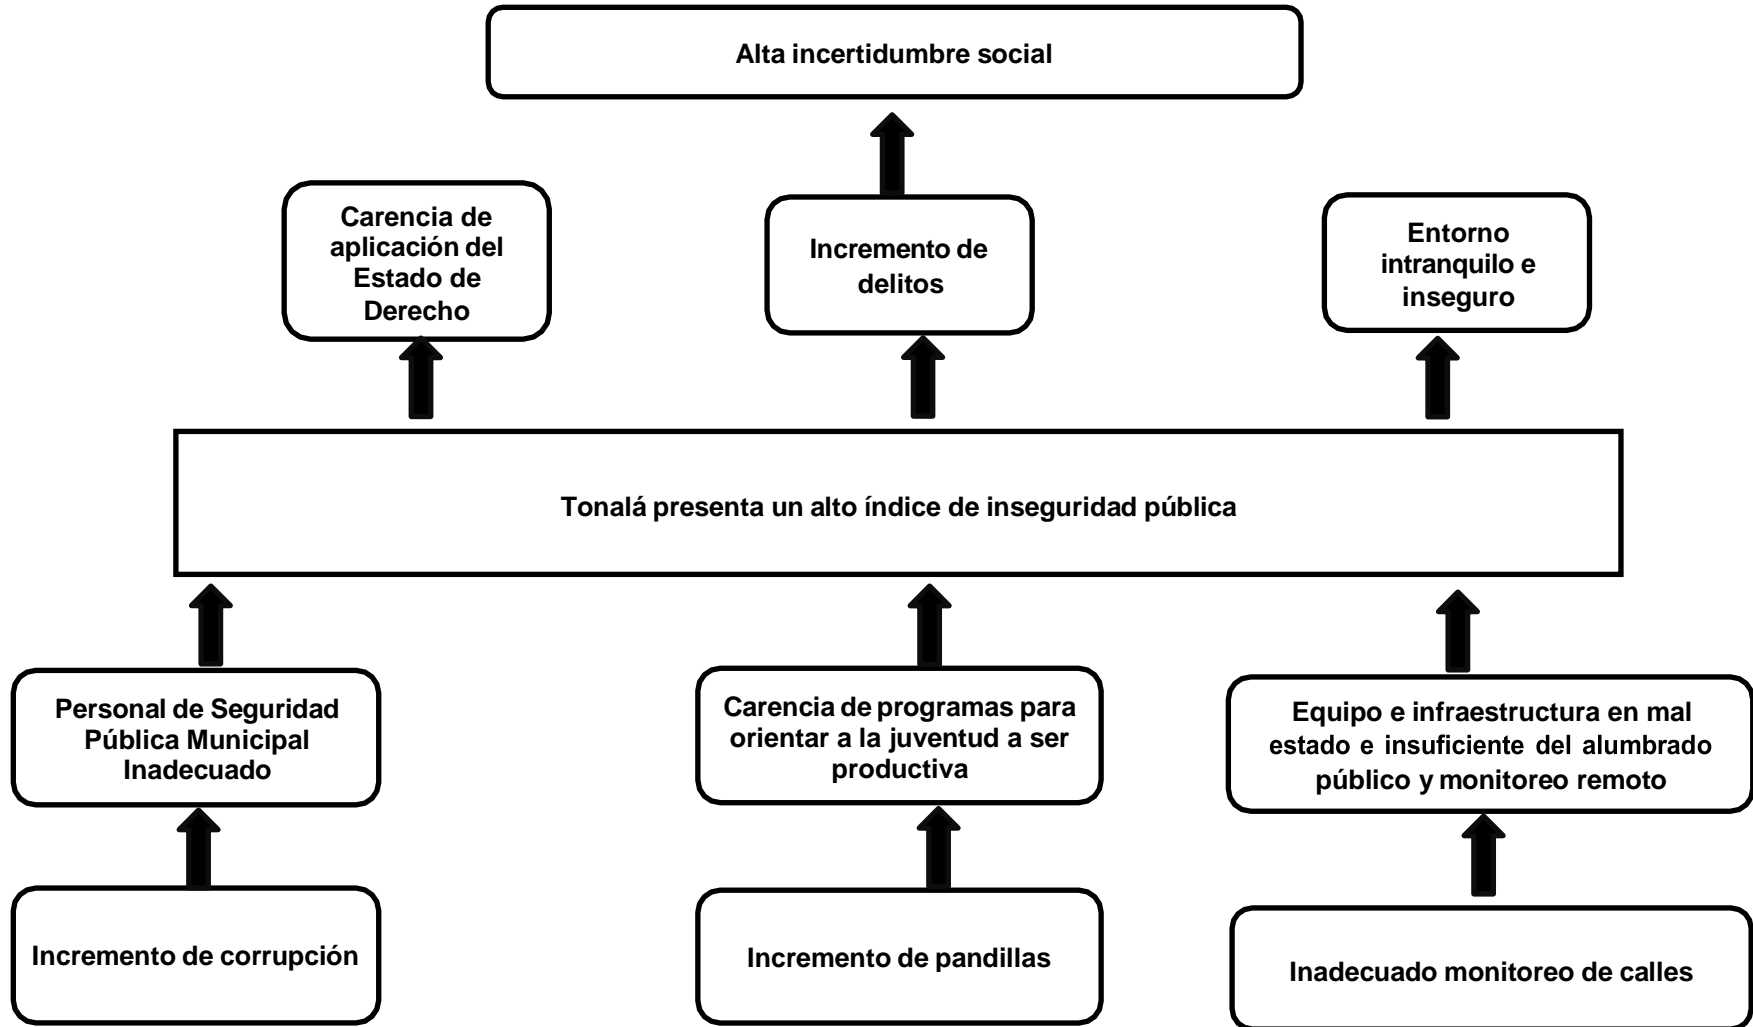 Alta incertidumbre social
Carencia de
aplicación del
Estado de
Derecho
Incremento de
delitos
Entorno
intranquilo e
inseguro
Tonalá presenta un alto índice de inseguridad pública
Personal de Seguridad
Pública Municipal
Inadecuado
Carencia de programas para
orientar a la juventud a ser
productiva
Equipo e infraestructura en mal
estado e insuficiente del alumbrado
público y monitoreo remoto
Incremento de corrupción
Incremento de pandillas
Inadecuado monitoreo de calles